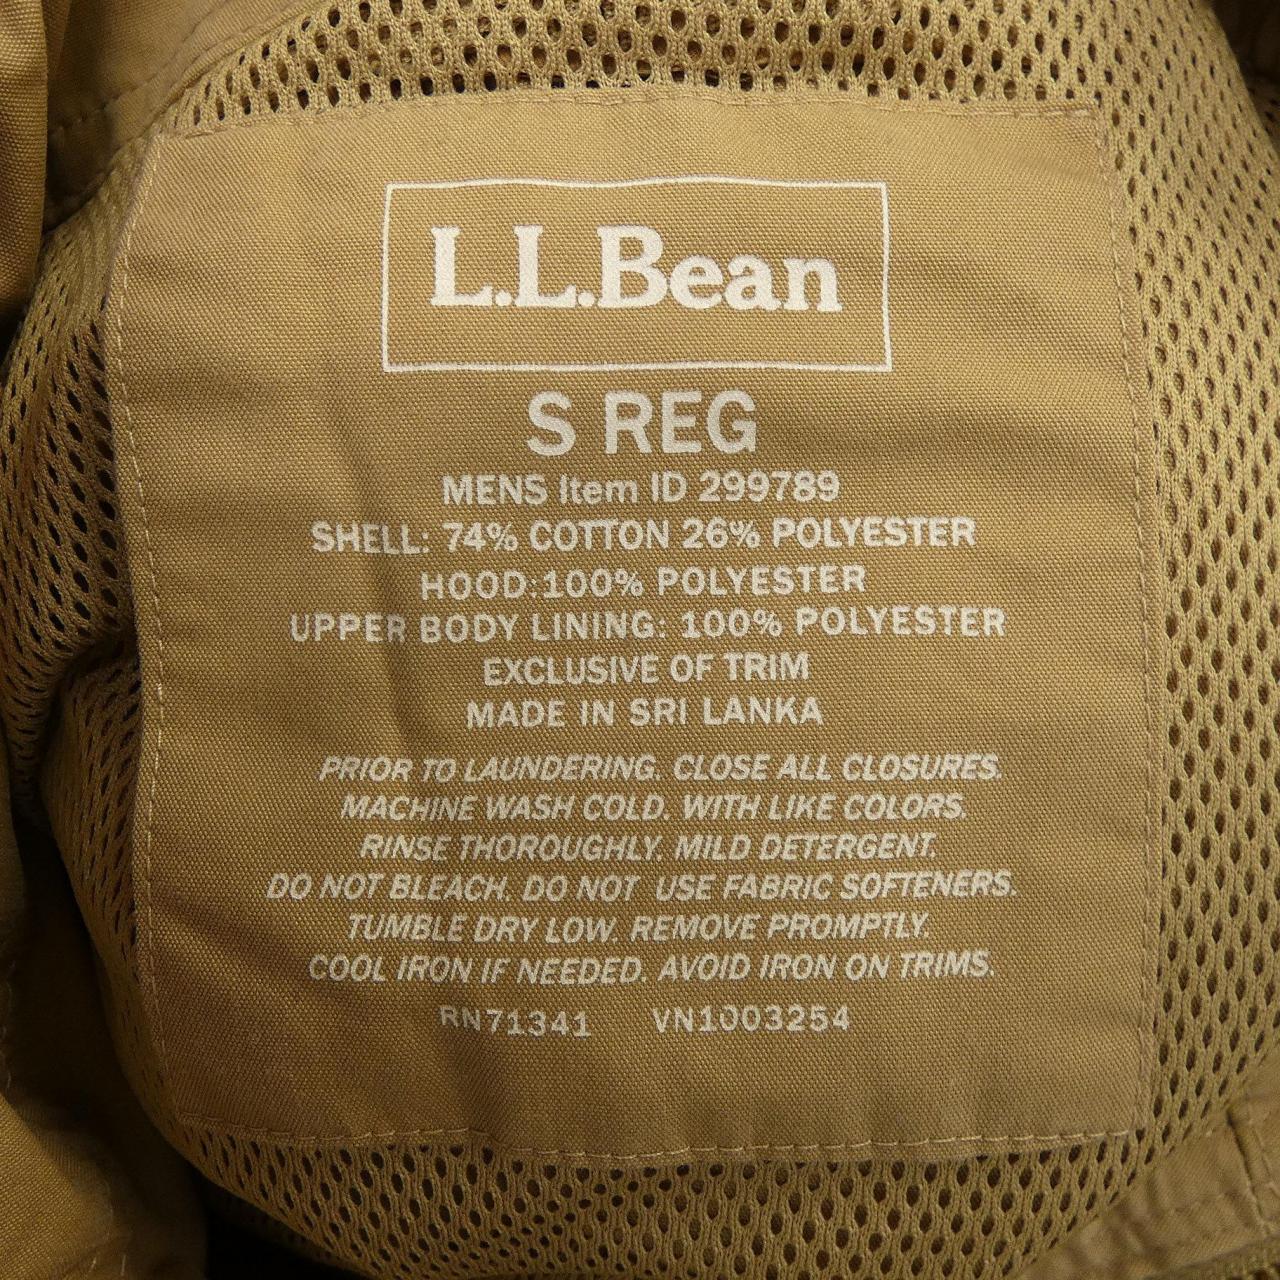 L.L.Bean
S REG
MENS Item ID 299789
SHELL: 74% COTTON 26% POLYESTER
HOOD:100% POLYESTER
UPPER BODY LINING: 100% POLYESTER
EXCLUSIVE OF TRIM
MADE IN SRI LANKA
PRIOR TO LAUNDERING. CLOSE ALL CLOSURES.
MACHINE WASH COLD. WITH LIKE COLORS.
RINSE THOROUGHLY. MILD DETERGENT.
DO NOT BLEACH. DO NOT USE FABRIC SOFTENERS.
TUMBLE DRY LOW. REMOVE PROMPTLY.
COOL IRON IF NEEDED. AVOID IRON ON TRIMS.
RN71341 VN1003254